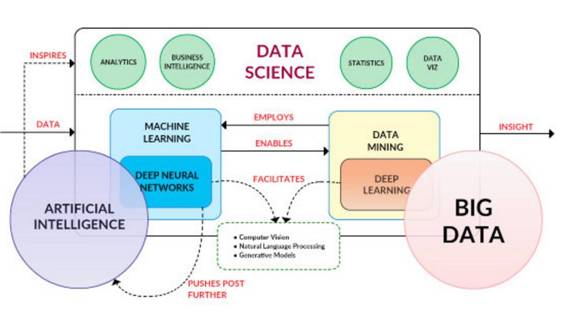 INSPIRES
ANALYTICS
BUSINESS
INTELLIGENCE
DATA
SCIENCE
STATISTICS
DATA
VIZ
DATA
MACHINE
LEARNING
EMPLOYS
ENABLES
DATA
MINING
INSIGHT
DEEP NEURAL
NETWORKS
FACILITATES
DEEP
LEARNING
ARTIFICIAL
INTELLIGENCE
BIG
DATA
• Computer Vision
• Natural Language Processing
• Generative Models
PUSHES POST
FURTHER